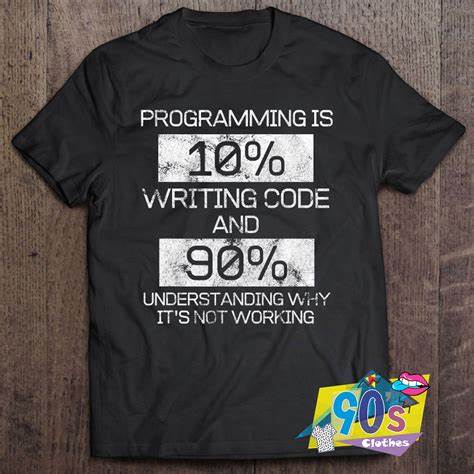 PROGRAMMING IS
10%
WRITING CODE
AND
90%
UNDERSTANDING WHY
IT'S NOT WORKING
90s
Clothes